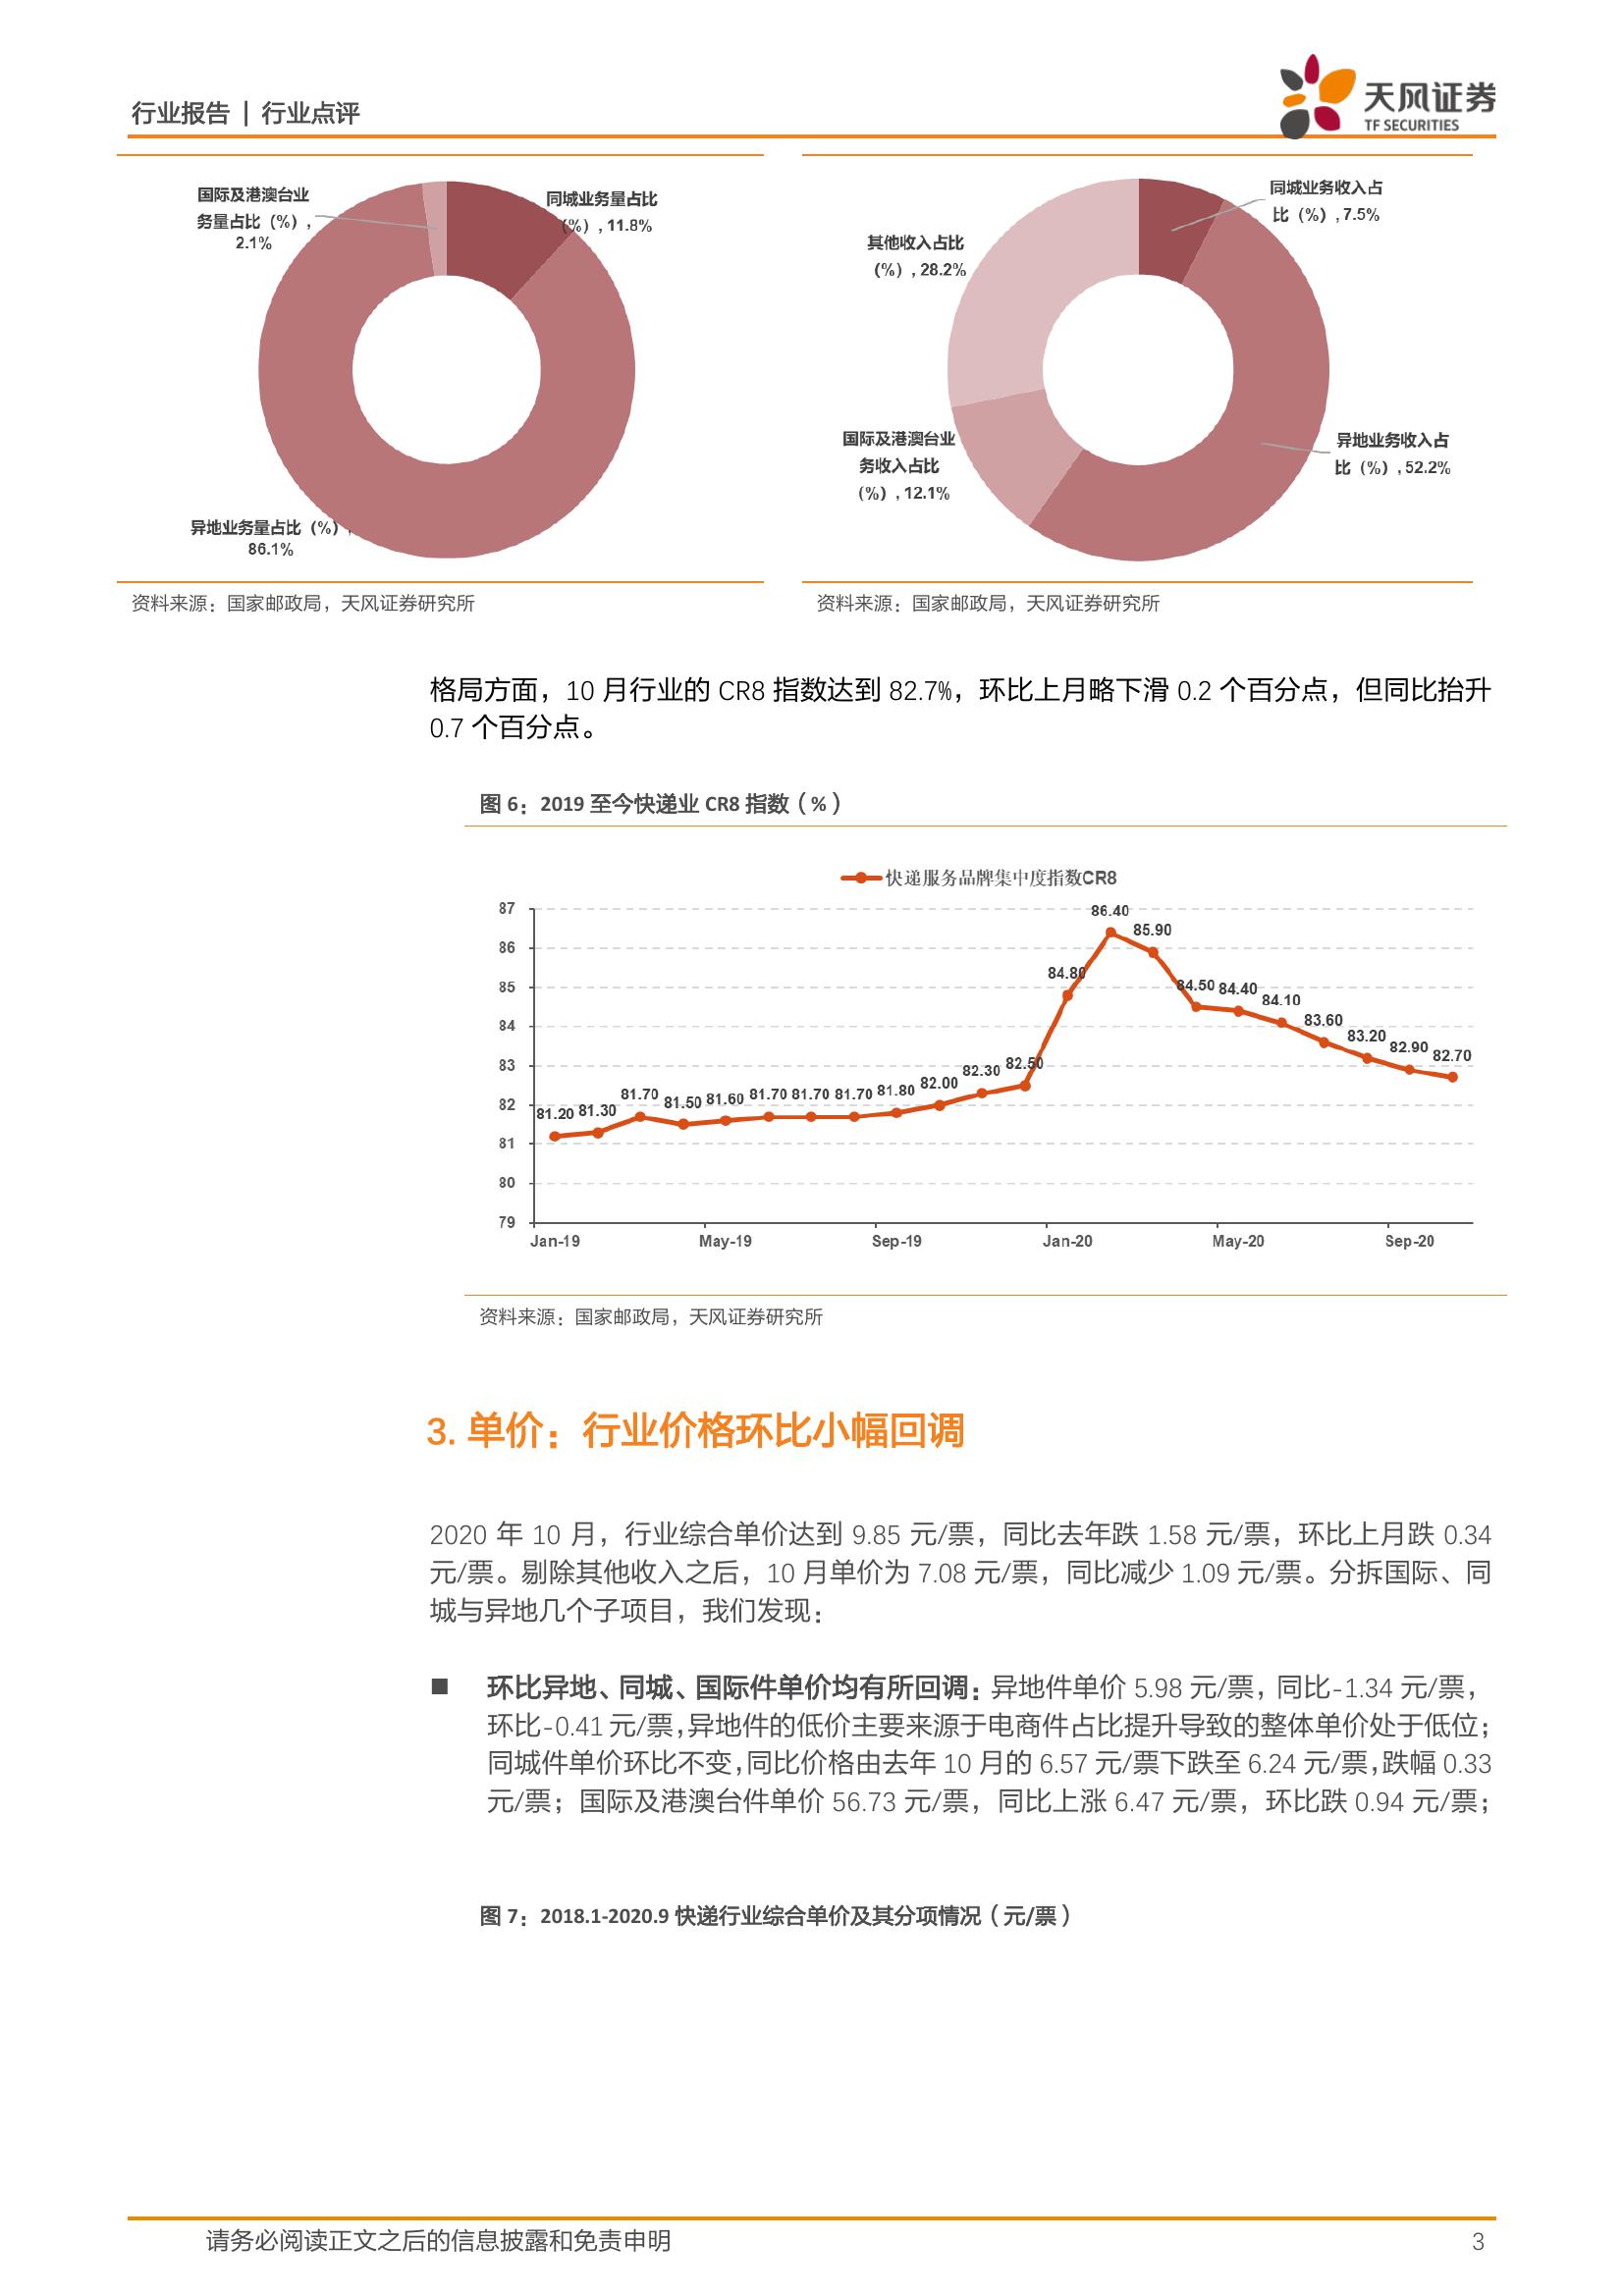 行业报告 | 行业点评
天风证券
TF SECURITIES
国际及港澳台业
务量占比（%）,
2.1%
同城业务量占比
（%）, 11.8%
异地业务量占比（%）,
86.1%
同城业务收入占
比（%）, 7.5%
其他收入占比
（%）, 28.2%
国际及港澳台业
务收入占比
（%）, 12.1%
异地业务收入占
比（%）, 52.2%
资料来源：国家邮政局，天风证券研究所
资料来源：国家邮政局，天风证券研究所
格局方面，10 月行业的 CR8 指数达到 82.7%，环比上月略下滑 0.2 个百分点，但同比抬升
0.7 个百分点。
图 6：2019 至今快递业 CR8 指数（%）
快递服务品牌集中度指数CR8
87
86
85
84
83
82
81
80
79
81.20 81.30 81.70 81.50 81.60 81.70 81.70 81.70 81.80 82.00 82.30 82.50 84.80 86.40 85.90 84.50 84.40 84.10 83.60 83.20 82.90 82.70
Jan-19 May-19 Sep-19 Jan-20 May-20 Sep-20
资料来源：国家邮政局，天风证券研究所
3. 单价：行业价格环比小幅回调
2020 年 10 月，行业综合单价达到 9.85 元/票，同比去年跌 1.58 元/票，环比上月跌 0.34
元/票。剔除其他收入之后，10 月单价为 7.08 元/票，同比减少 1.09 元/票。分拆国际、同
城与异地几个子项目，我们发现：
■ 环比异地、同城、国际件单价均有所回调：异地件单价 5.98 元/票，同比-1.34 元/票，
环比-0.41 元/票，异地件的低价主要来源于电商件占比提升导致的整体单价处于低位；
同城件单价环比不变，同比价格由去年 10 月的 6.57 元/票下跌至 6.24 元/票，跌幅 0.33
元/票；国际及港澳台件单价 56.73 元/票，同比上涨 6.47 元/票，环比跌 0.94 元/票；
图 7：2018.1-2020.9 快递行业综合单价及其分项情况（元/票）
请务必阅读正文之后的信息披露和免责申明
3